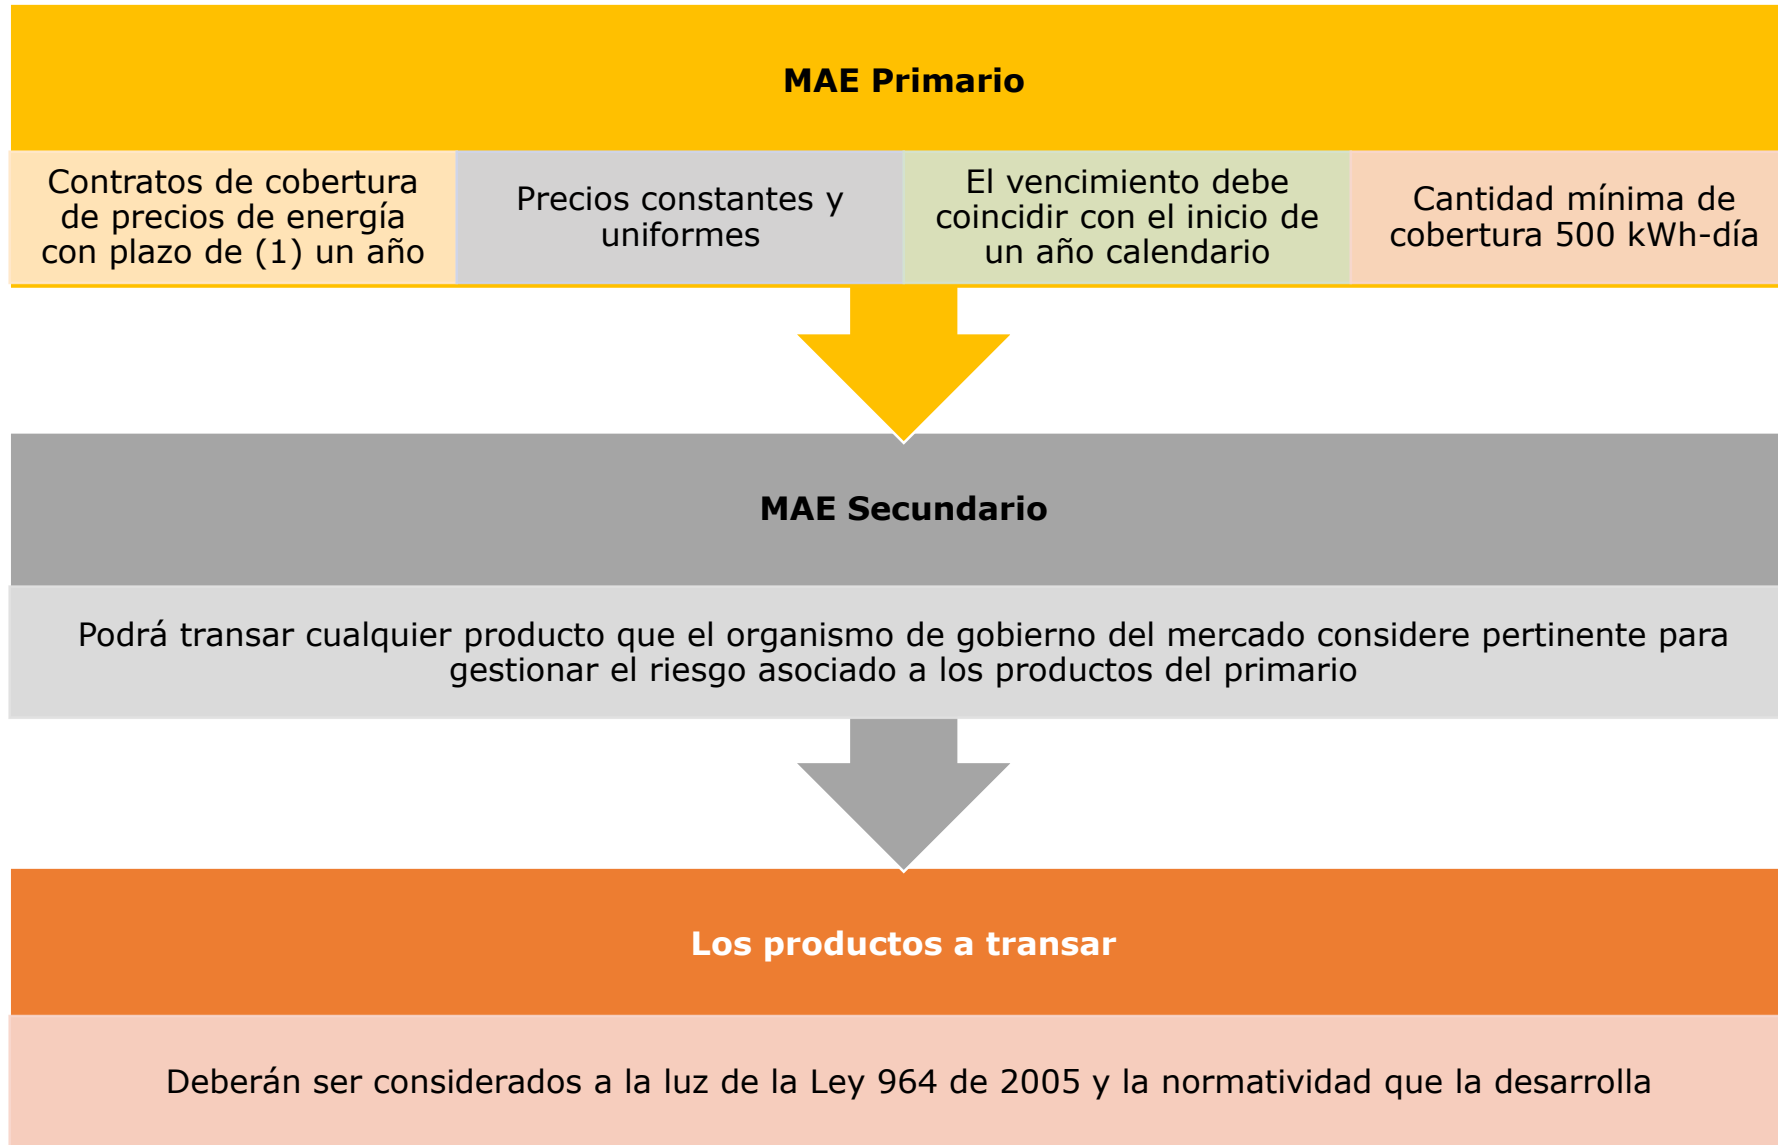 MAE Primario
Contratos de cobertura
de precios de energía
con plazo de (1) un año
Precios constantes y
uniformes
El vencimiento debe
coincidir con el inicio de
un año calendario
Cantidad mínima de
cobertura 500 kWh-día
MAE Secundario
Podrá transar cualquier producto que el organismo de gobierno del mercado considere pertinente para
gestionar el riesgo asociado a los productos del primario
Los productos a transar
Deberán ser considerados a la luz de la Ley 964 de 2005 y la normatividad que la desarrolla